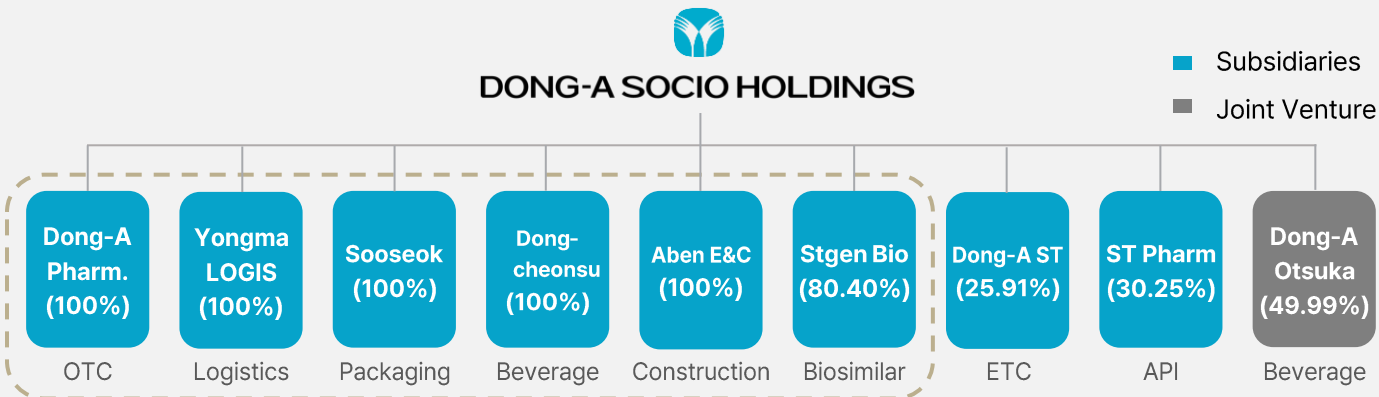 DONG-A SOCIO HOLDINGS
Subsidiaries
Joint Venture
Dong-A
Pharm.
(100%)
OTC
Yongma
LOGIS
(100%)
Logistics
Sooseok
(100%)
Packaging
Dong-
cheonsu
(100%)
Beverage
Aben E&C
(100%)
Construction
Stgen Bio
(80.40%)
Biosimilar
Dong-A ST
(25.91%)
ETC
ST Pharm
(30.25%)
API
Dong-A
Otsuka
(49.99%)
Beverage